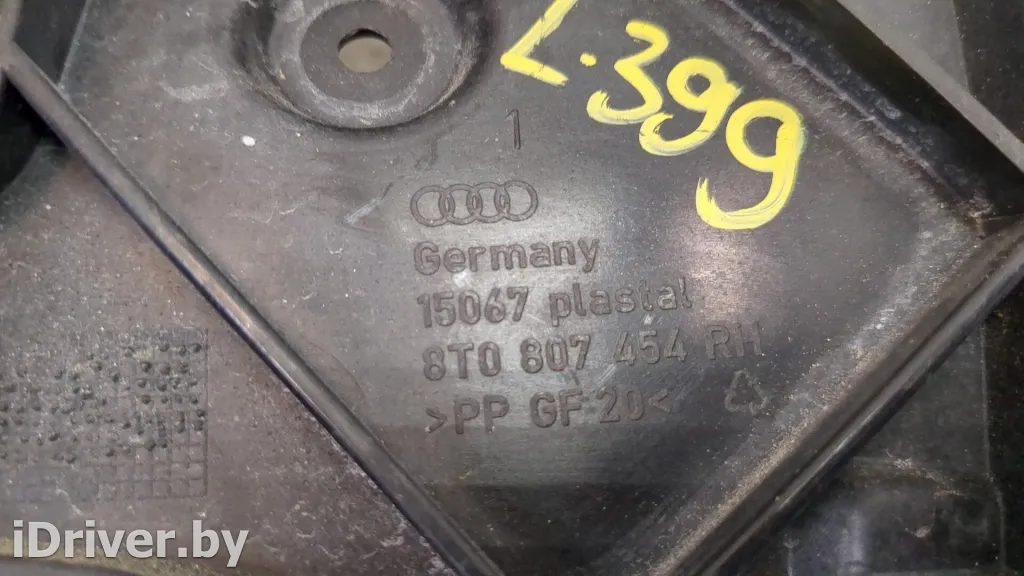 L.399
1
Germany
15067 plastal
8T0 807 454 RH
>PP GF 20<
iDriver.by